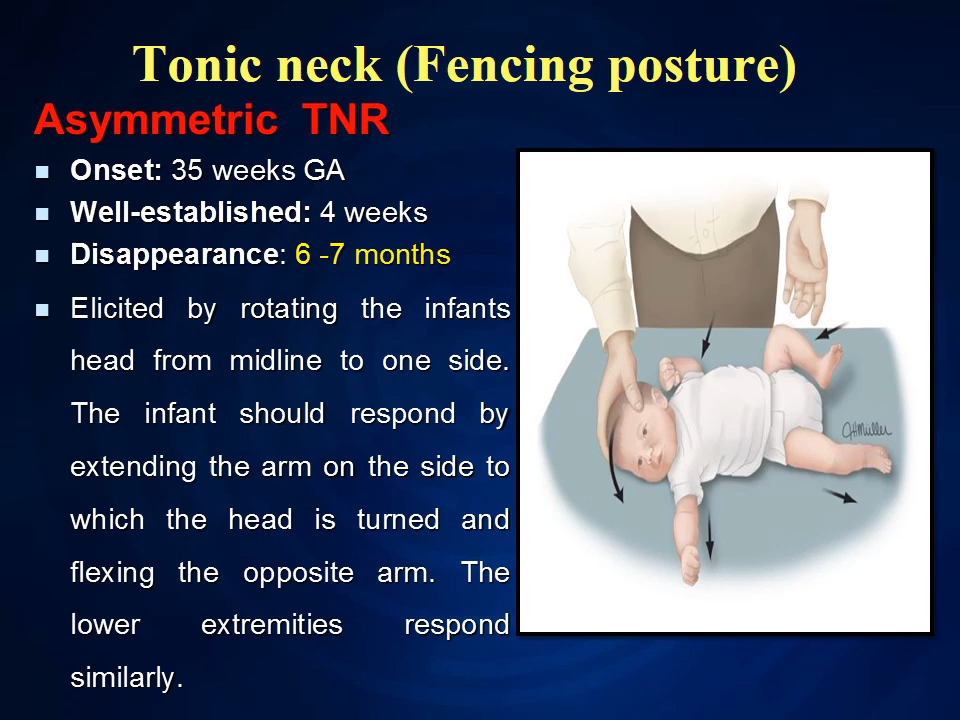 Tonic neck (Fencing posture)
Asymmetric TNR
Onset: 35 weeks GA
Well-established: 4 weeks
Disappearance: 6 -7 months
Elicited by rotating the infants
head from midline to one side.
The infant should respond by
extending the arm on the side to
which the head is turned and
flexing the opposite arm. The
lower extremities respond
similarly.
CHMüller